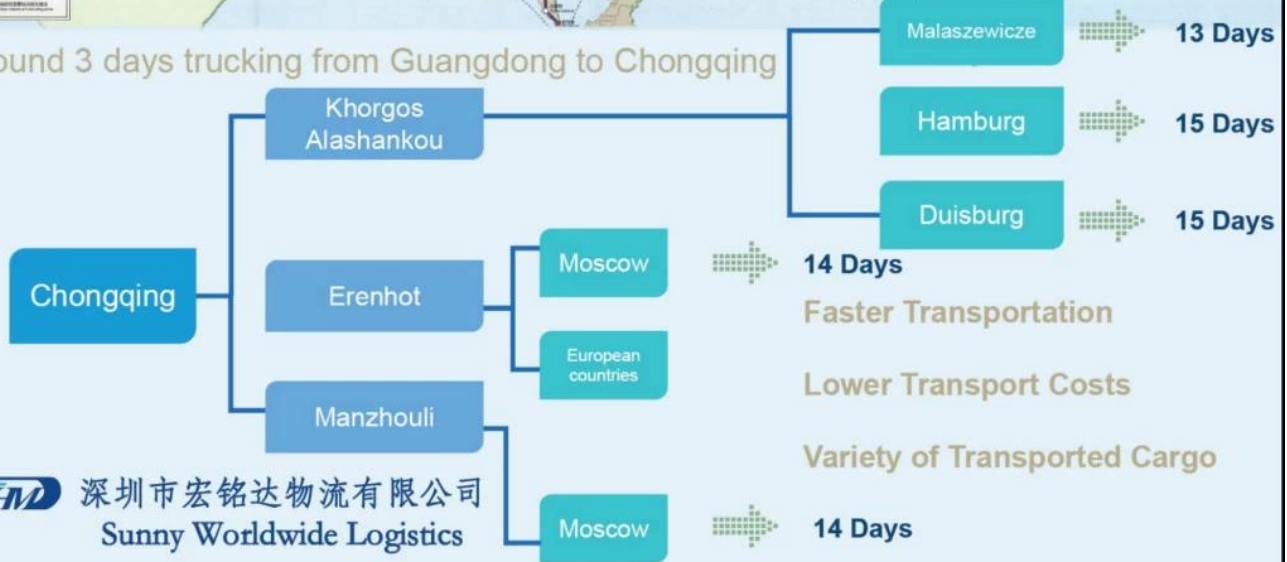 ound 3 days trucking from Guangdong to Chongqing
Malaszewicze
13 Days
Khorgos
Alashankou
Hamburg
15 Days
Duisburg
15 Days
Chongqing
Erenhot
Moscow
14 Days
European
countries
Faster Transportation
Lower Transport Costs
Manzhouli
Variety of Transported Cargo
深圳市宏铭达物流有限公司
Sunny Worldwide Logistics
Moscow
14 Days